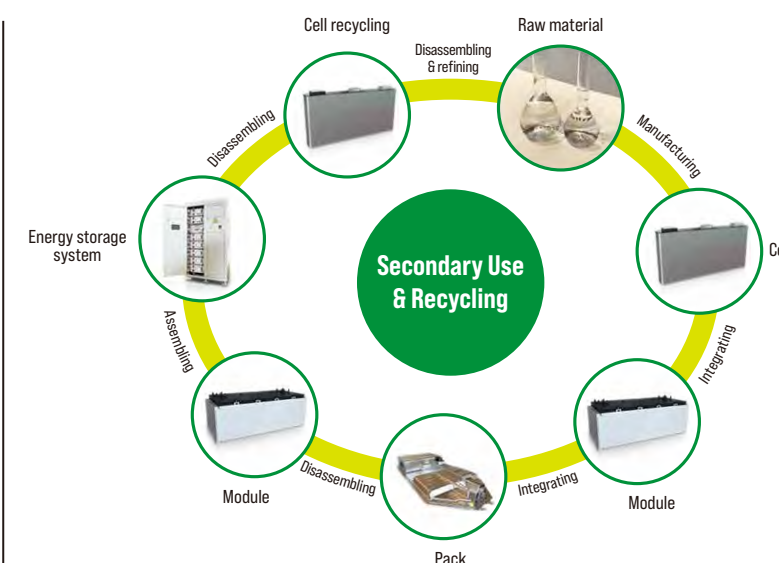 Cell recycling
Disassembling
& refining
Raw material
Manufacturing
Integrating
Module
Integrating
Pack
Disassembling
Module
Assembling
Energy storage
system
Disassembling
Secondary Use
& Recycling